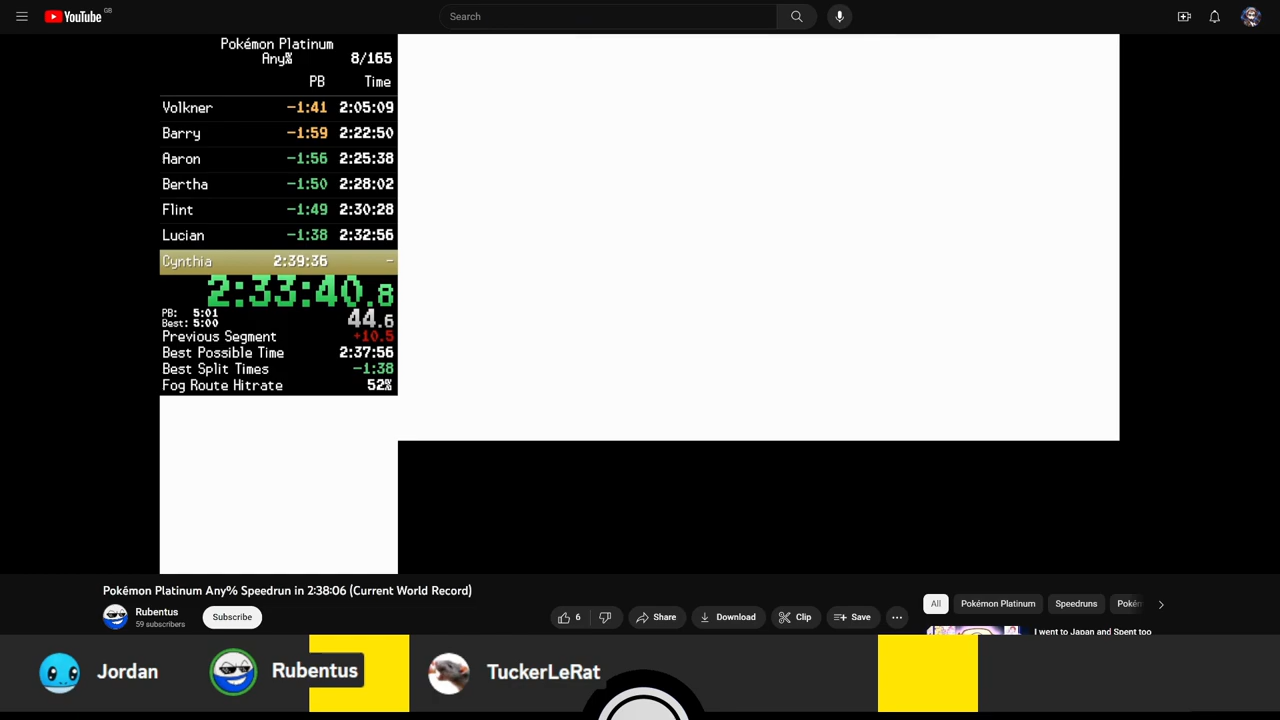 YouTube GB
Search
Pokémon Platinum
Any% 8/165
PB Time
Volkner -1:41 2:05:09
Barry -1:59 2:22:50
Aaron -1:56 2:25:38
Bertha -1:50 2:28:02
Flint -1:49 2:30:28
Lucian -1:38 2:32:56
Cynthia 2:39:36 -
2:33:40.8
PB: 5:01
Best: 5:00
44.6
Previous Segment +10.5
Best Possible Time 2:37:56
Best Split Times -1:38
Fog Route Hitrate 52%
Pokémon Platinum Any% Speedrun in 2:38:06 (Current World Record)
Rubentus
59 subscribers
Subscribe
6
Share
Download
Clip
Save
All
Pokémon Platinum
Speedruns
Pokém
I went to Japan and Spent too
Jordan
Rubentus
TuckerLeRat